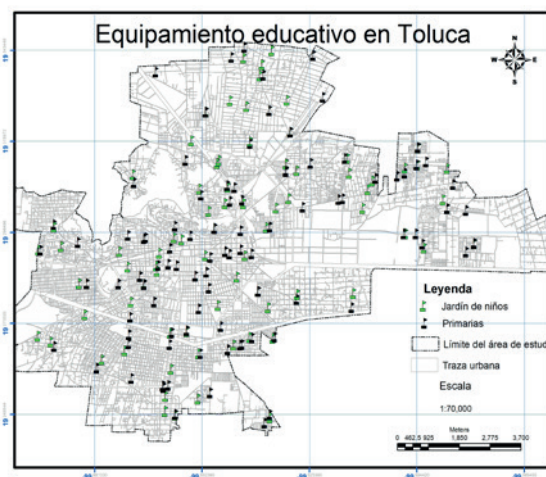 Equipamiento educativo en Toluca
N
W E
S
Leyenda
Jardín de niños
Primarias
Límite del área de estud
Traza urbana
Escala
1:70,000
Meters
0 462.5 925 1,850 2,775 3,700